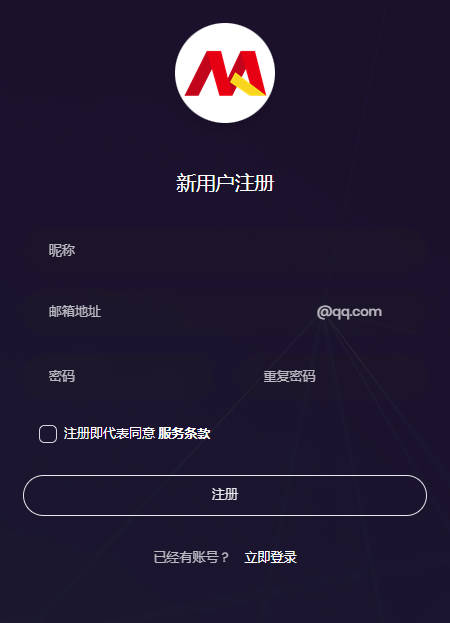 新用户注册
昵称
邮箱地址 @qq.com
密码 重复密码
注册即代表同意 服务条款
注册
已经有账号？ 立即登录